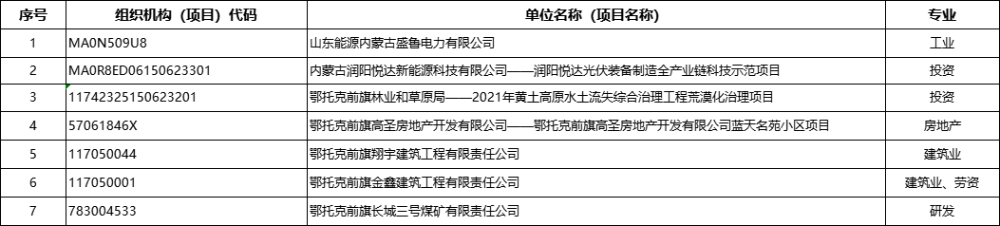 序号 组织机构（项目）代码 单位名称（项目名称） 专业
1 MA0N509U8 山东能源内蒙古盛鲁电力有限公司 工业
2 MA0R8ED06150623301 内蒙古润阳悦达新能源科技有限公司——润阳悦达光伏装备制造全产业链科技示范项目 投资
3 11742325150623201 鄂托克前旗林业和草原局——2021年黄土高原水土流失综合治理工程荒漠化治理项目 投资
4 57061846X 鄂托克前旗高圣房地产开发有限公司——鄂托克前旗高圣房地产开发有限公司蓝天名苑小区项目 房地产
5 117050044 鄂托克前旗翔宇建筑工程有限责任公司 建筑业
6 117050001 鄂托克前旗金鑫建筑工程有限责任公司 建筑业、劳资
7 783004533 鄂托克前旗长城三号煤矿有限责任公司 研发